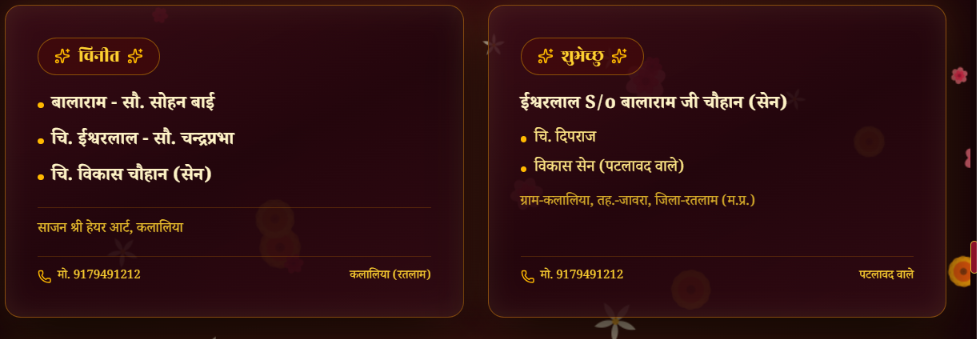 विनीत
बालाराम - सौ. सोहन बाई
चि. ईश्वरलाल - सौ. चन्द्रप्रभा
चि. विकास चौहान (सेन)
साजन श्री हेयर आर्ट, कलालिया
मो. 9179491212
कलालिया (रतलाम)
शुभेच्छु
ईश्वरलाल S/o बालाराम जी चौहान (सेन)
चि. दिपराज
विकास सेन (पटलावद वाले)
ग्राम-कलालिया, तह.-जावरा, जिला-रतलाम (म.प्र.)
मो. 9179491212
पटलावद वाले